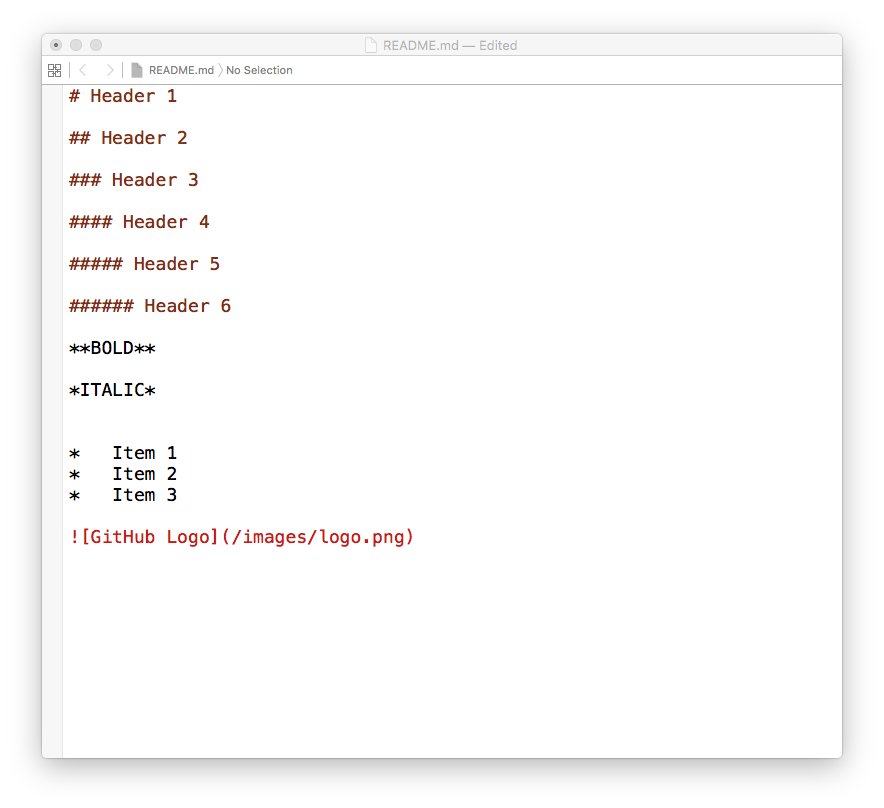 README.md — Edited
README.md 〉No Selection
# Header 1
## Header 2
### Header 3
#### Header 4
##### Header 5
###### Header 6
**BOLD**
*ITALIC*
*   Item 1
*   Item 2
*   Item 3
![GitHub Logo](/images/logo.png)